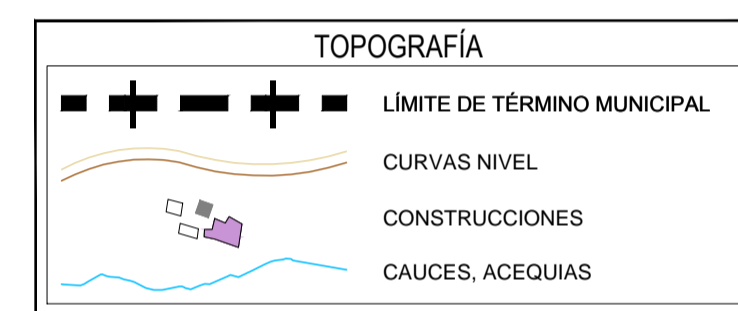 TOPOGRAFÍA
LÍMITE DE TÉRMINO MUNICIPAL
CURVAS NIVEL
CONSTRUCCIONES
CAUCES, ACEQUIAS